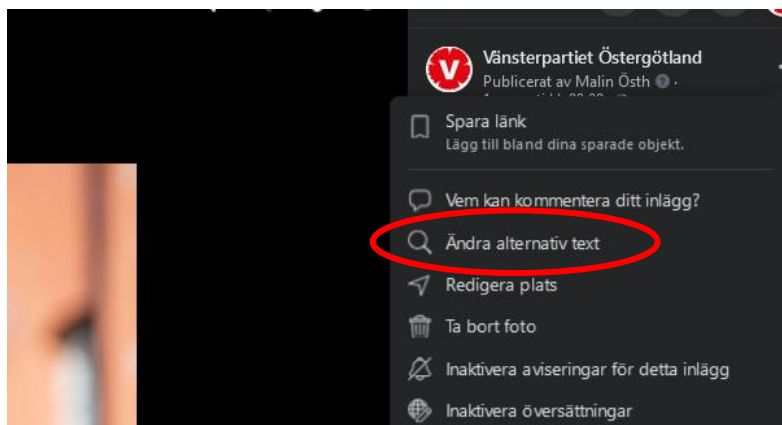 Vänsterpartiet Östergötland
V
Publicerat av Malin Östh
Spara länk
Lägg till bland dina sparade objekt.
Vem kan kommentera ditt inlägg?
Ändra alternativ text
Redigera plats
Ta bort foto
Inaktivera aviseringar för detta inlägg
Inaktivera översättningar